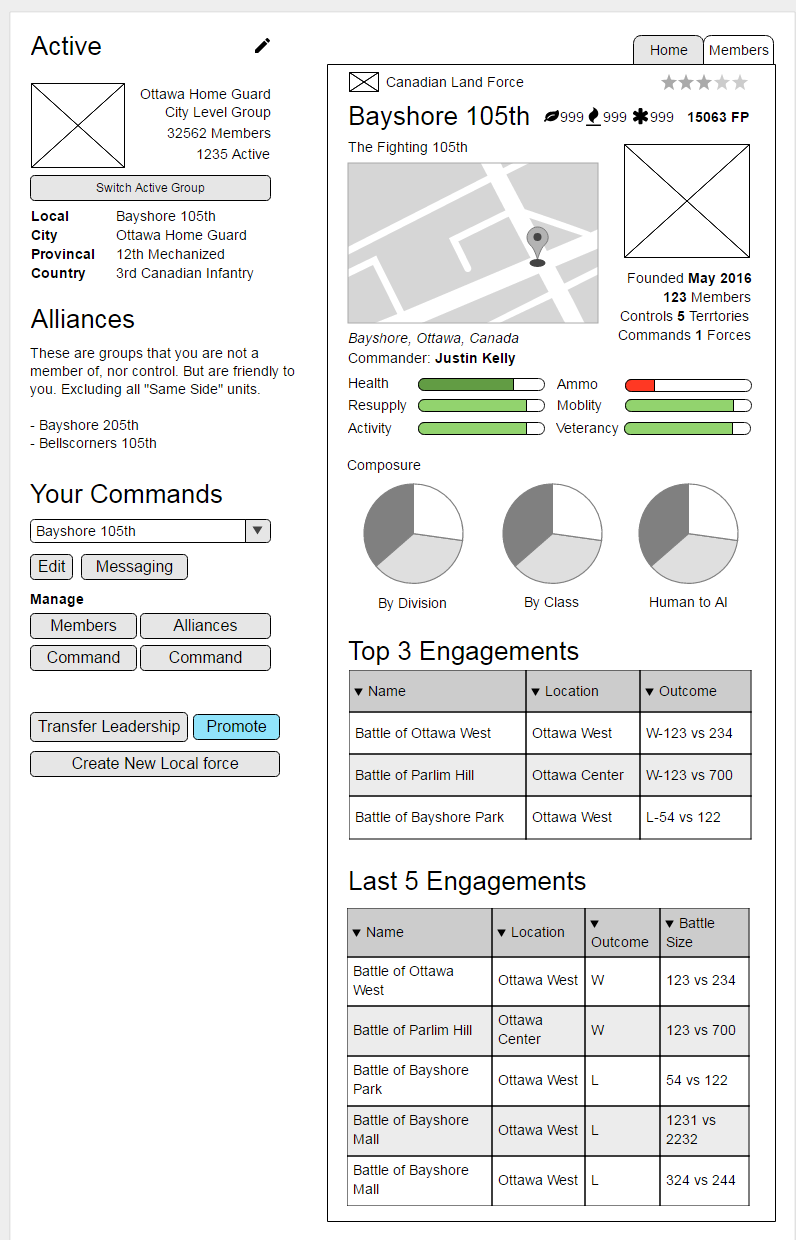 Active
Ottawa Home Guard
City Level Group
32562 Members
1235 Active
Switch Active Group
Local Bayshore 105th
City Ottawa Home Guard
Provincal 12th Mechanized
Country 3rd Canadian Infantry
Alliances
These are groups that you are not a
member of, nor control. But are friendly to
you. Excluding all "Same Side" units.
- Bayshore 205th
- Bellscorners 105th
Your Commands
Bayshore 105th
Edit Messaging
Manage
Members Alliances
Command Command
Transfer Leadership Promote
Create New Local force
Home Members
Canadian Land Force
Bayshore 105th 999 999 999 15063 FP
The Fighting 105th
Founded May 2016
123 Members
Controls 5 Terrtories
Commands 1 Forces
Bayshore, Ottawa, Canada
Commander: Justin Kelly
Health Ammo
Resupply Moblity
Activity Veterancy
Composure
By Division By Class Human to AI
Top 3 Engagements
Name Location Outcome
Battle of Ottawa West Ottawa West W-123 vs 234
Battle of Parlim Hill Ottawa Center W-123 vs 700
Battle of Bayshore Park Ottawa West L-54 vs 122
Last 5 Engagements
Name Location Outcome Battle Size
Battle of Ottawa West Ottawa West W 123 vs 234
Battle of Parlim Hill Ottawa Center W 123 vs 700
Battle of Bayshore Park Ottawa West L 54 vs 122
Battle of Bayshore Mall Ottawa West L 1231 vs 2232
Battle of Bayshore Mall Ottawa West L 324 vs 244